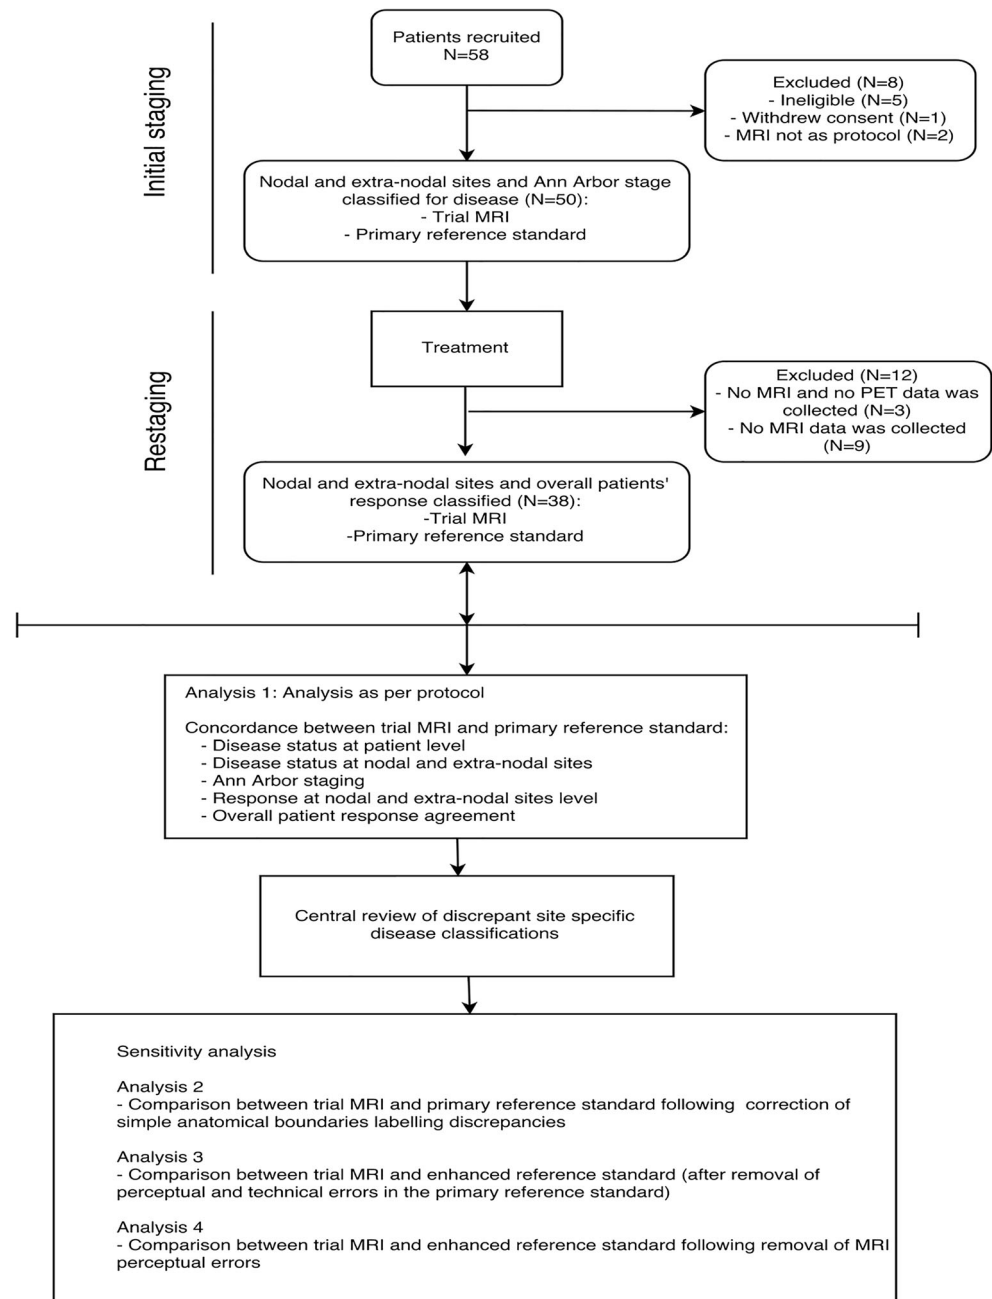 Initial staging
Patients recruited
N=58
Excluded (N=8)
- Ineligible (N=5)
- Withdrew consent (N=1)
- MRI not as protocol (N=2)
Nodal and extra-nodal sites and Ann Arbor stage
classified for disease (N=50):
- Trial MRI
- Primary reference standard
Restaging
Treatment
Excluded (N=12)
- No MRI and no PET data was
collected (N=3)
- No MRI data was collected
(N=9)
Nodal and extra-nodal sites and overall patients'
response classified (N=38):
-Trial MRI
-Primary reference standard
Analysis 1: Analysis as per protocol
Concordance between trial MRI and primary reference standard:
- Disease status at patient level
- Disease status at nodal and extra-nodal sites
- Ann Arbor staging
- Response at nodal and extra-nodal sites level
- Overall patient response agreement
Central review of discrepant site specific
disease classifications
Sensitivity analysis
Analysis 2
- Comparison between trial MRI and primary reference standard following correction of
simple anatomical boundaries labelling discrepancies
Analysis 3
- Comparison between trial MRI and enhanced reference standard (after removal of
perceptual and technical errors in the primary reference standard)
Analysis 4
- Comparison between trial MRI and enhanced reference standard following removal of MRI
perceptual errors